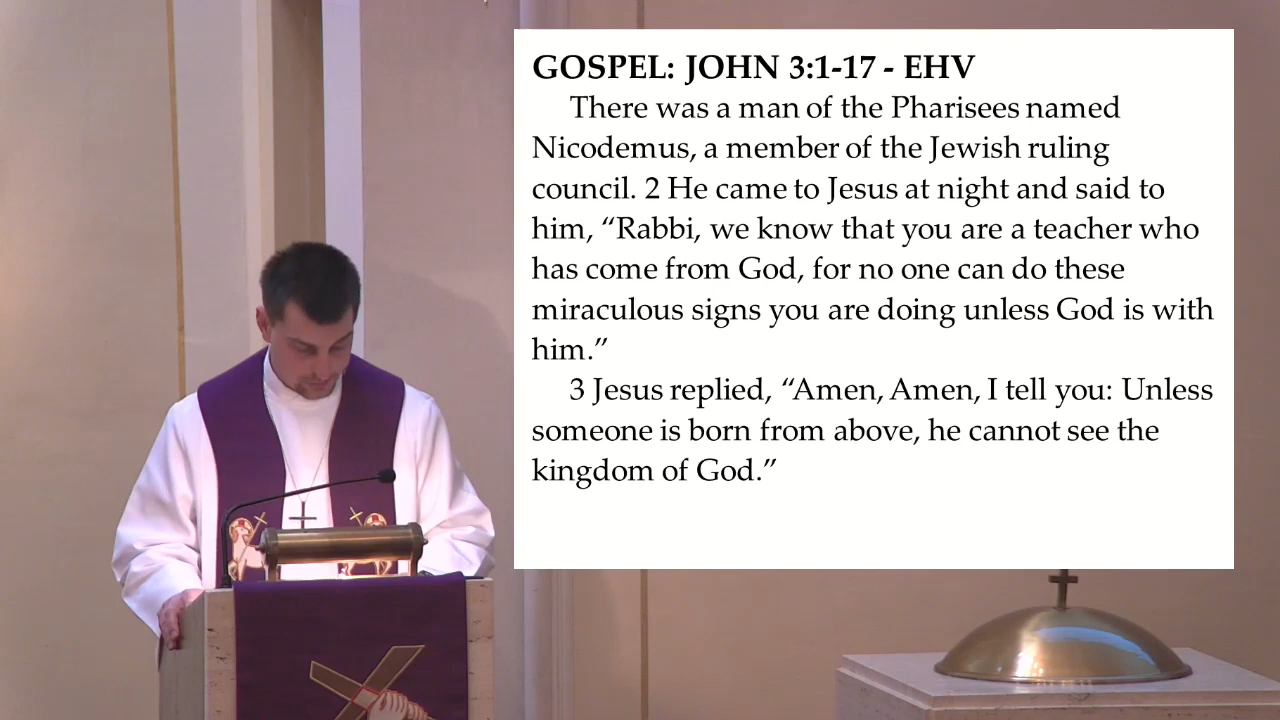 GOSPEL: JOHN 3:1-17 - EHV
There was a man of the Pharisees named
Nicodemus, a member of the Jewish ruling
council. 2 He came to Jesus at night and said to
him, “Rabbi, we know that you are a teacher who
has come from God, for no one can do these
miraculous signs you are doing unless God is with
him.”
3 Jesus replied, “Amen, Amen, I tell you: Unless
someone is born from above, he cannot see the
kingdom of God.”